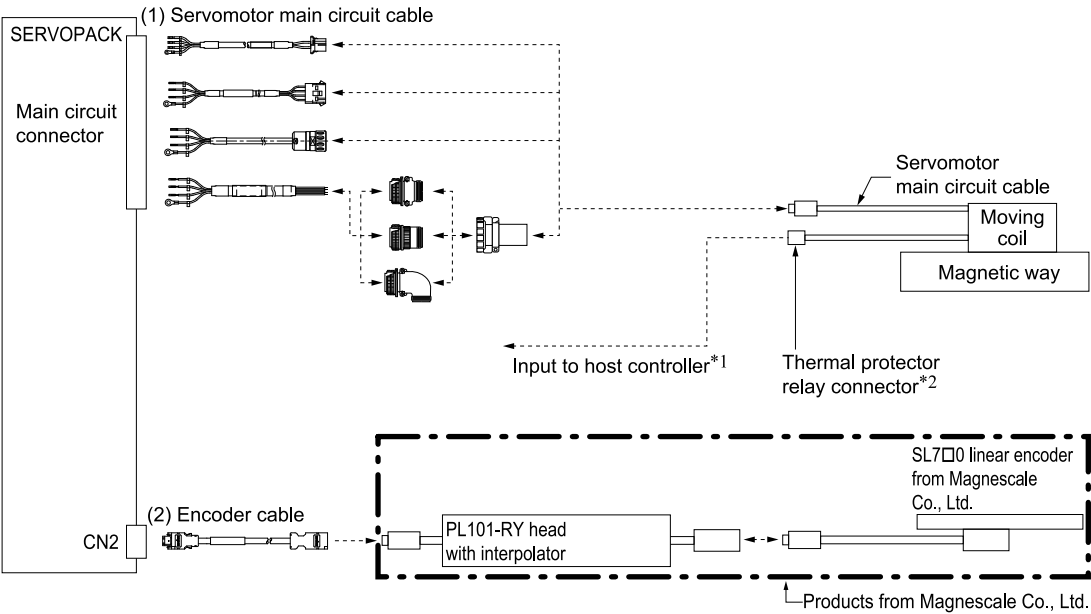 (1) Servomotor main circuit cable
SERVOPACK
Main circuit
connector
Servomotor
main circuit cable
Moving
coil
Magnetic way
Input to host controller*1
Thermal protector
relay connector*2
SL7□0 linear encoder
from Magnescale
Co., Ltd.
(2) Encoder cable
CN2
PL101-RY head
with interpolator
Products from Magnescale Co., Ltd.